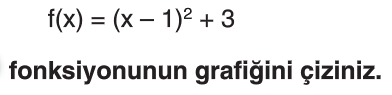 f(x) = (x – 1)² + 3
fonksiyonunun grafiğini çiziniz.